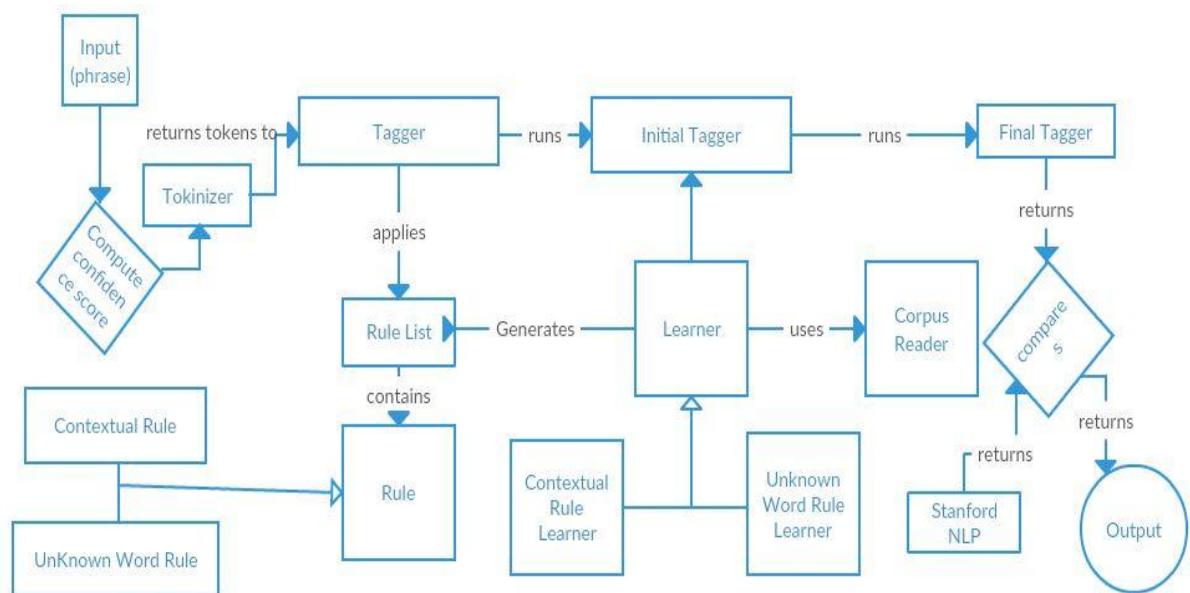 Input
(phrase)
returns tokens to
Tagger
runs
Initial Tagger
runs
Final Tagger
Tokinizer
Compute
confiden
ce score
applies
returns
Rule List
Generates
Learner
uses
Corpus
Reader
compare
s
contains
Contextual Rule
returns
returns
Rule
Contextual
Rule
Learner
Unknown
Word Rule
Learner
Stanford
NLP
Output
UnKnown Word Rule